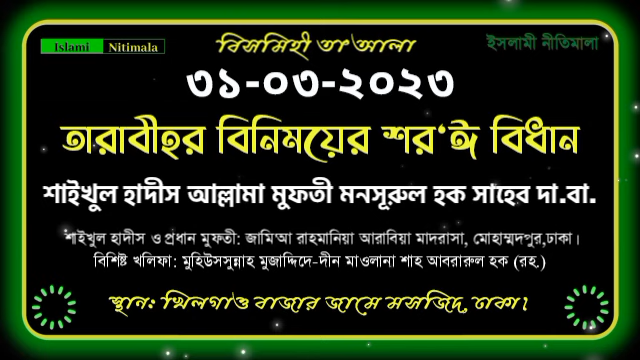 Islami Nitimala
ইসলামী নীতিমালা
বিসমিহী তা'আলা
৩১-০৩-২০২৩
তারাবীহর বিনিময়ের শর'ঈ বিধান
শাইখুল হাদীস আল্লামা মুফতী মনসূরুল হক সাহেব দা.বা.
শাইখুল হাদীস ও প্রধান মুফতী: জামি'আ রাহমানিয়া আরাবিয়া মাদরাসা, মোহাম্মদপুর,ঢাকা।
বিশিষ্ট খলিফা: মুহিউসসুন্নাহ মুজাদ্দিদে-দীন মাওলানা শাহ আবরারুল হক (রহ.)
স্থান: খিলগাও বাজার জামে মসজিদ, ঢাকা।